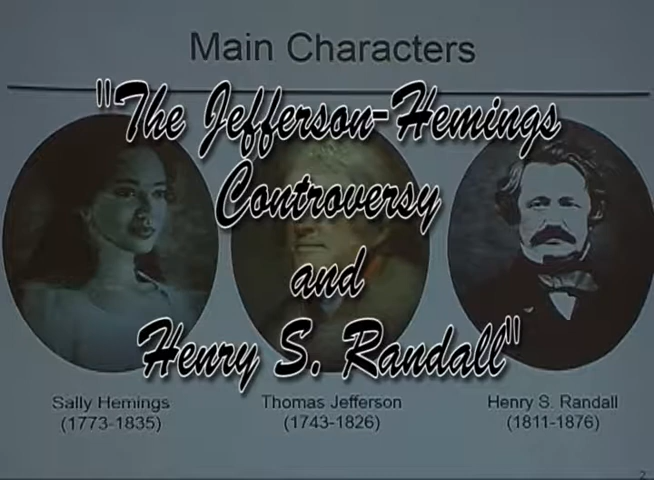 Main Characters
"The Jefferson-Hemings
Controversy
and
Henry S. Randall"
Sally Hemings
(1773-1835)
Thomas Jefferson
(1743-1826)
Henry S. Randall
(1811-1876)
2